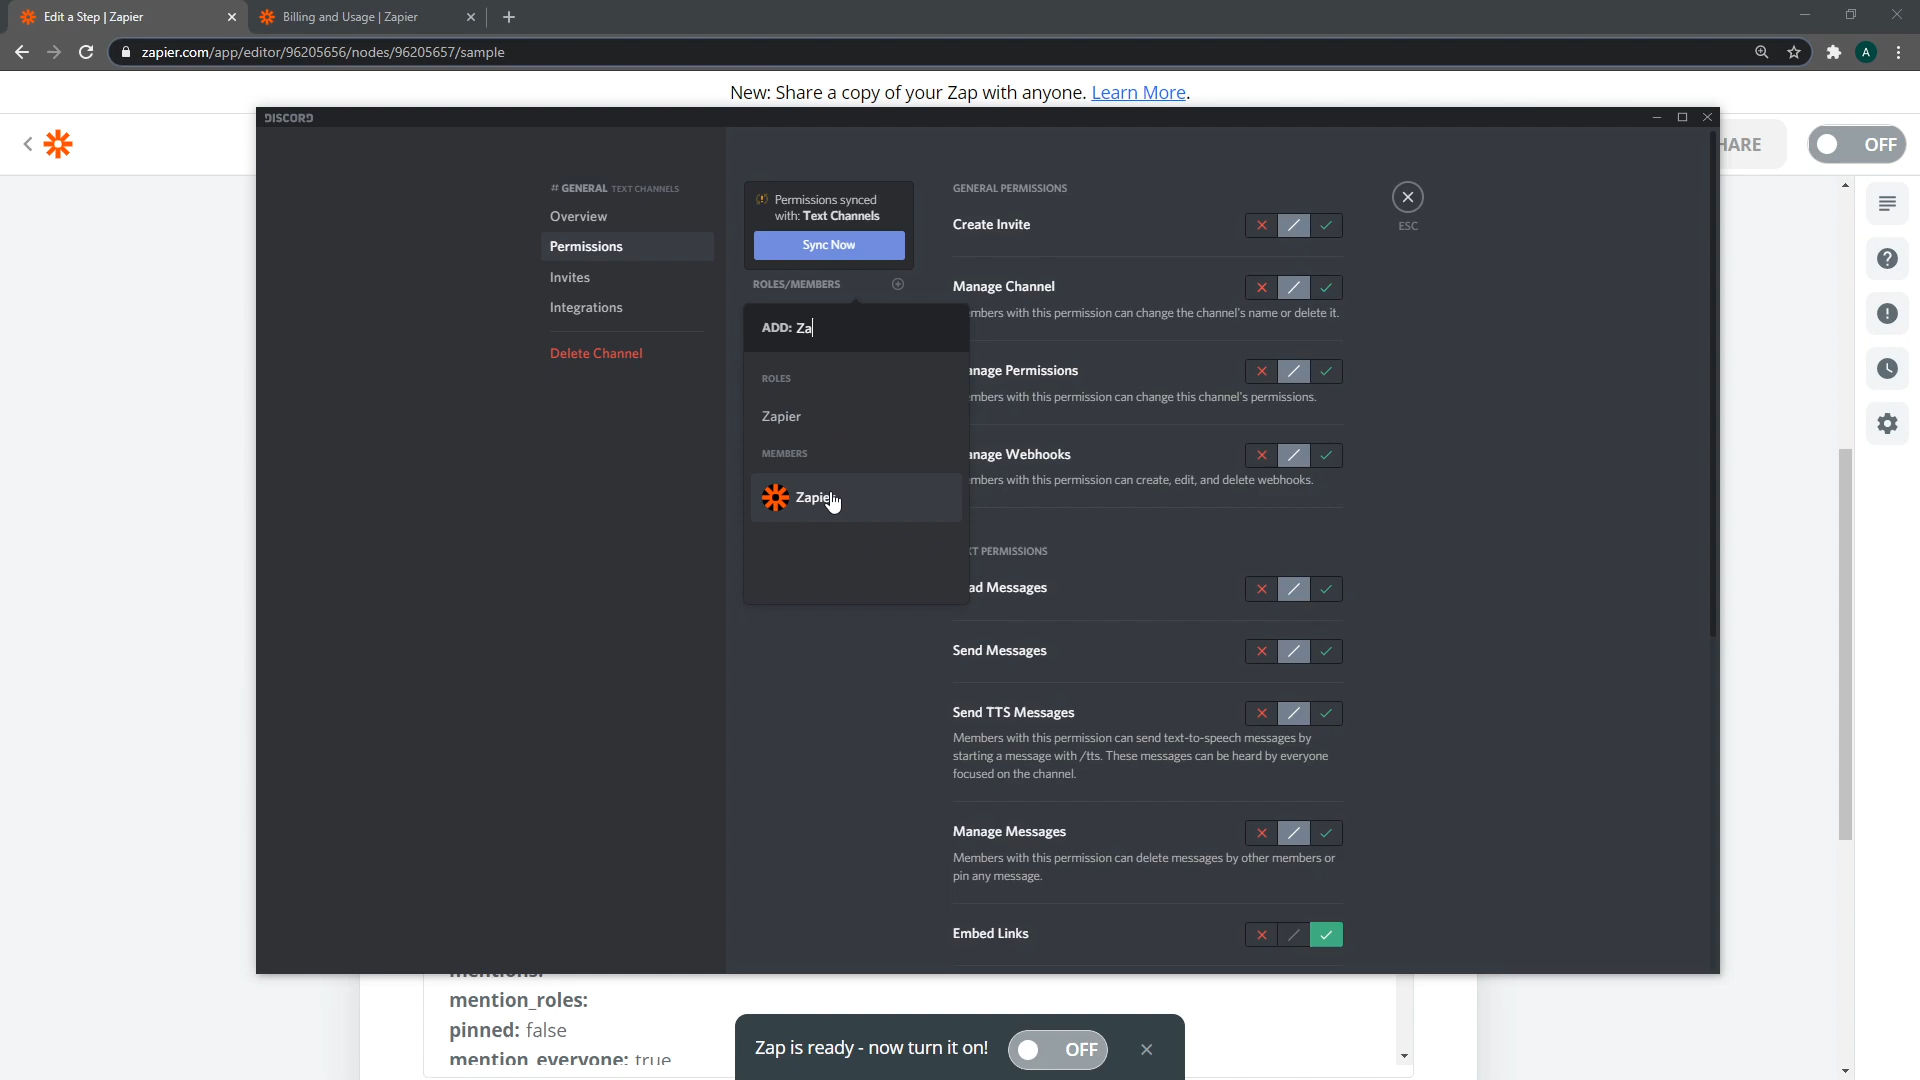 Edit a Step | Zapier
Billing and Usage | Zapier
zapier.com/app/editor/96205656/nodes/96205657/sample
A
New: Share a copy of your Zap with anyone. Learn More.
HARE
OFF
DISCORD
# GENERAL TEXT CHANNELS
Overview
Permissions
Invites
Integrations
Delete Channel
Permissions synced
with: Text Channels
Sync Now
ROLES/MEMBERS
ADD: Za
ROLES
Zapier
MEMBERS
Zapier
GENERAL PERMISSIONS
Create Invite
Manage Channel
mbers with this permission can change the channel's name or delete it.
nage Permissions
mbers with this permission can change this channel's permissions.
nage Webhooks
mbers with this permission can create, edit, and delete webhooks.
XT PERMISSIONS
ad Messages
Send Messages
Send TTS Messages
Members with this permission can send text-to-speech messages by
starting a message with /tts. These messages can be heard by everyone
focused on the channel.
Manage Messages
Members with this permission can delete messages by other members or
pin any message.
Embed Links
ESC
mentions:
mention_roles:
pinned: false
mention_everyone: true
Zap is ready - now turn it on!
OFF